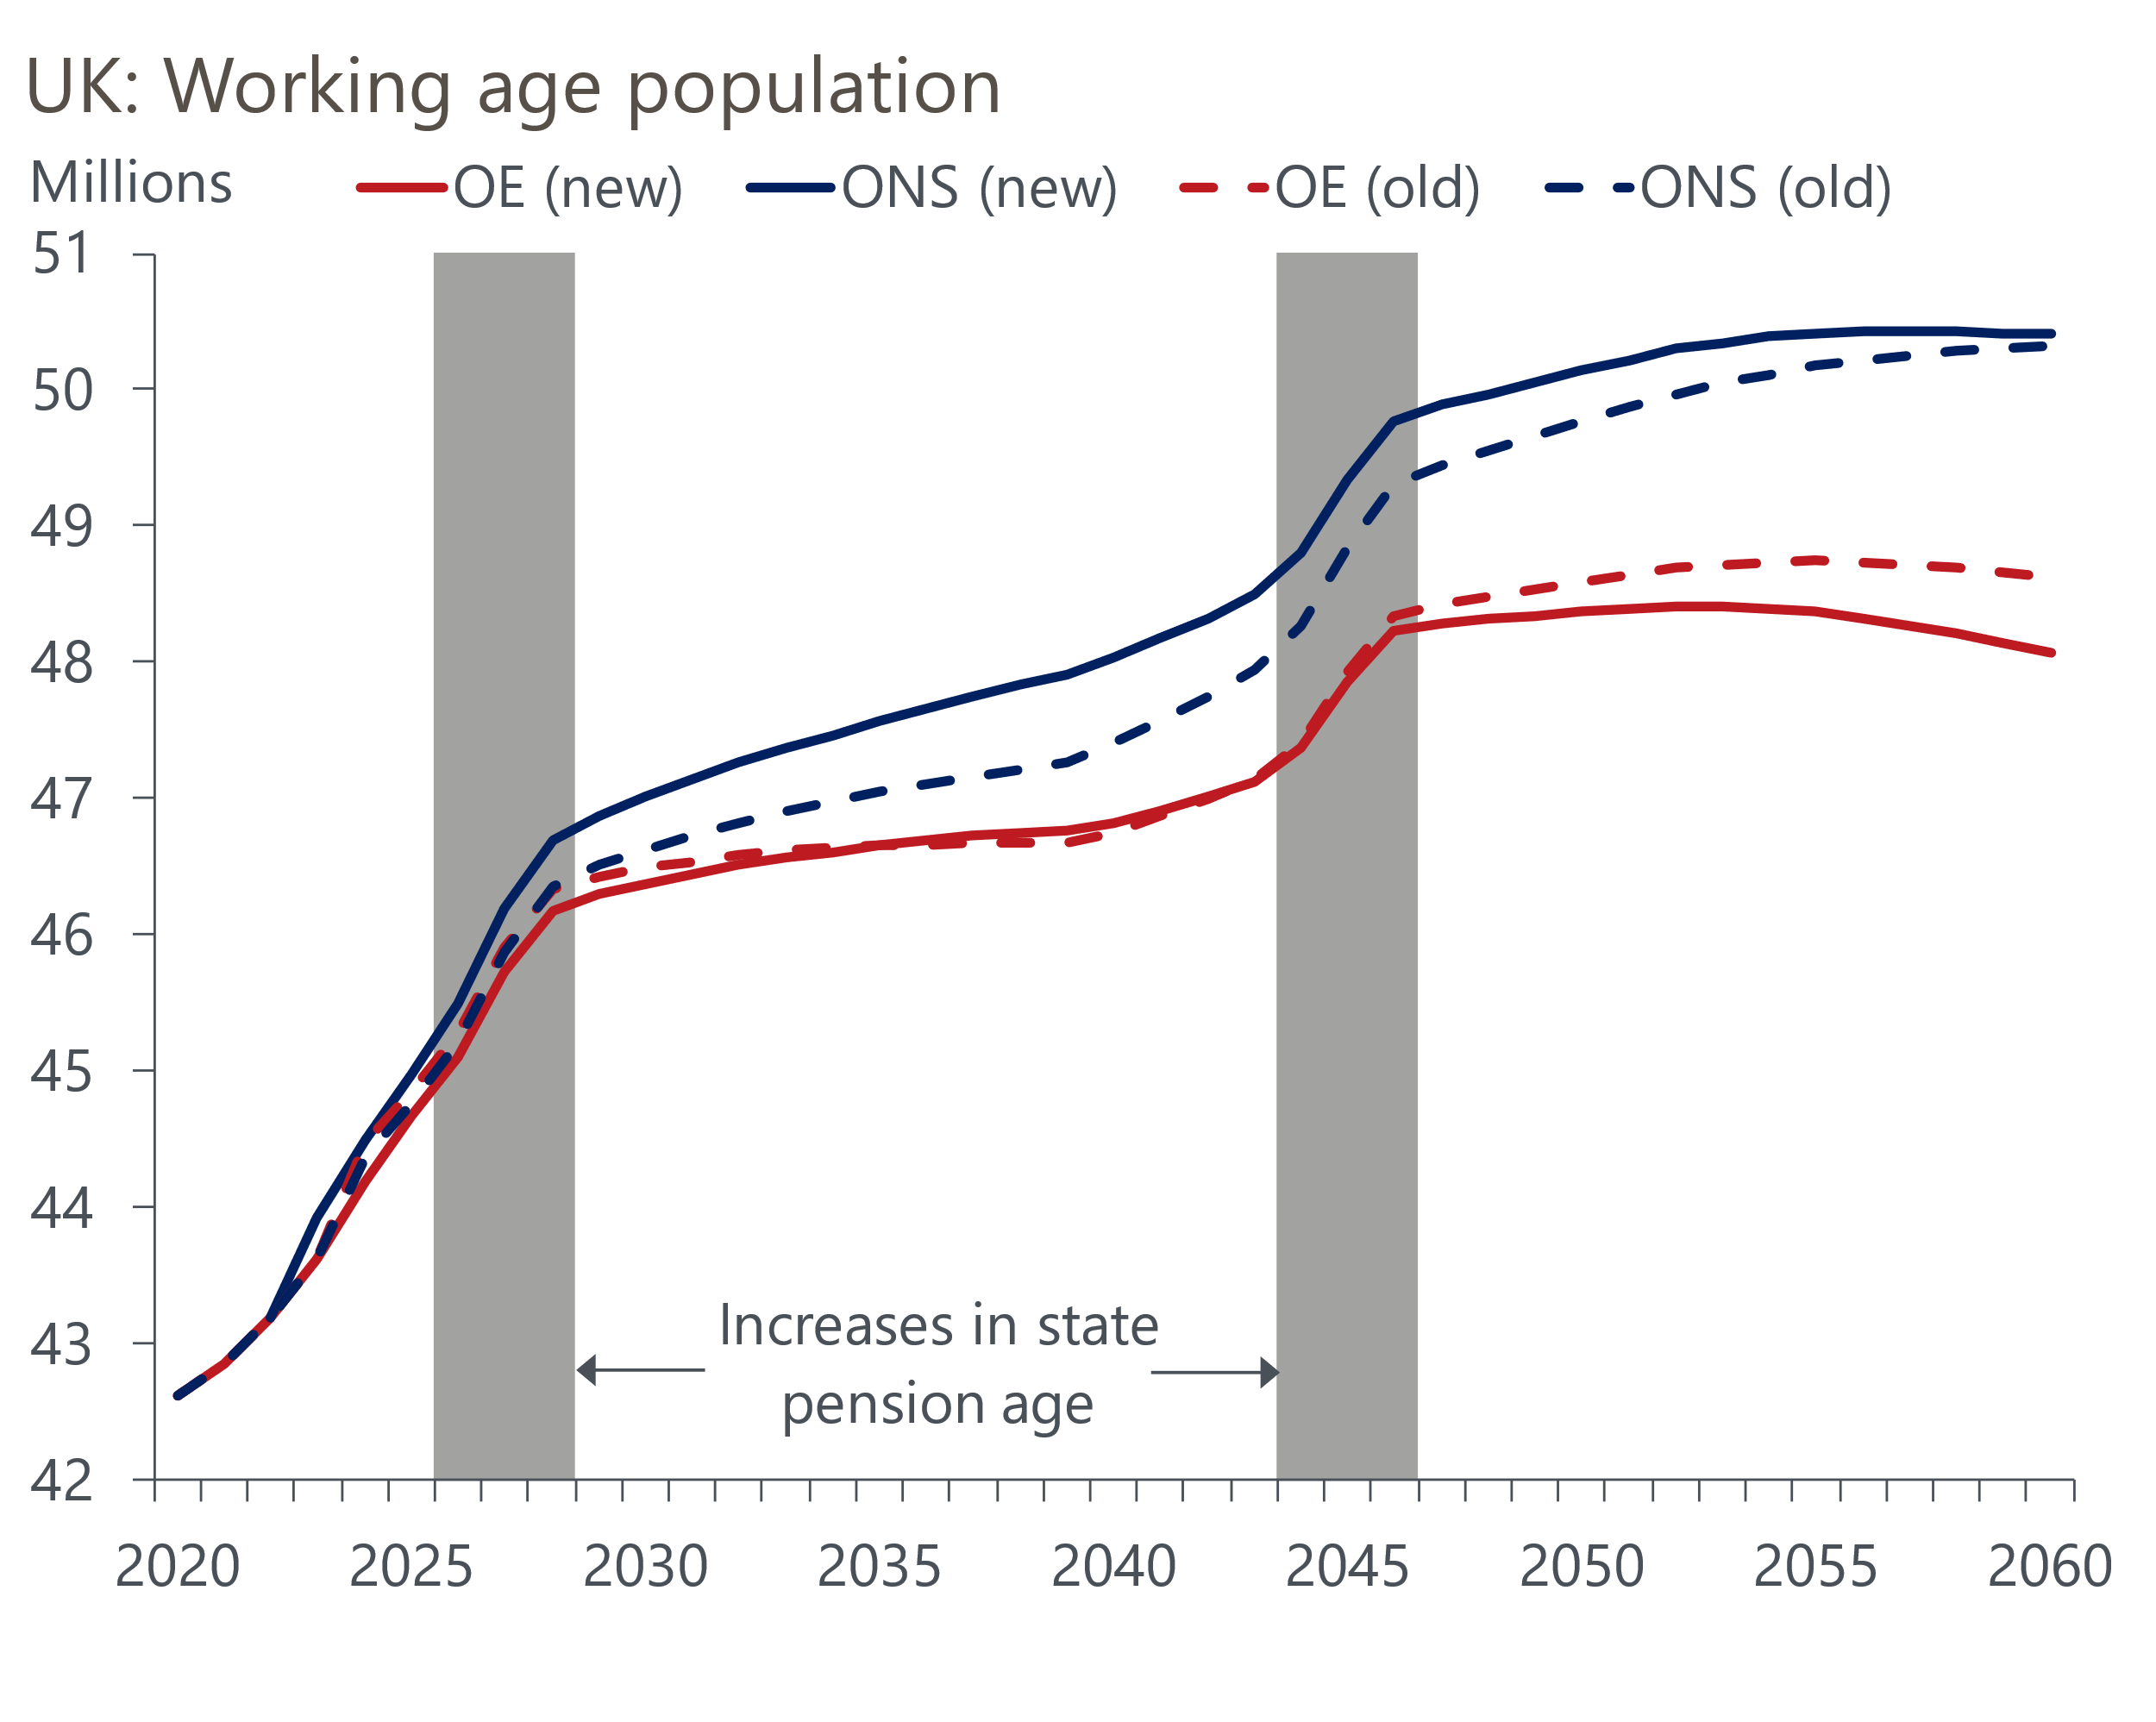 UK: Working age population
Millions
OE (new) ONS (new) OE (old) ONS (old)
51
50
49
48
47
46
45
44
43
42
Increases in state
pension age
2020 2025 2030 2035 2040 2045 2050 2055 2060